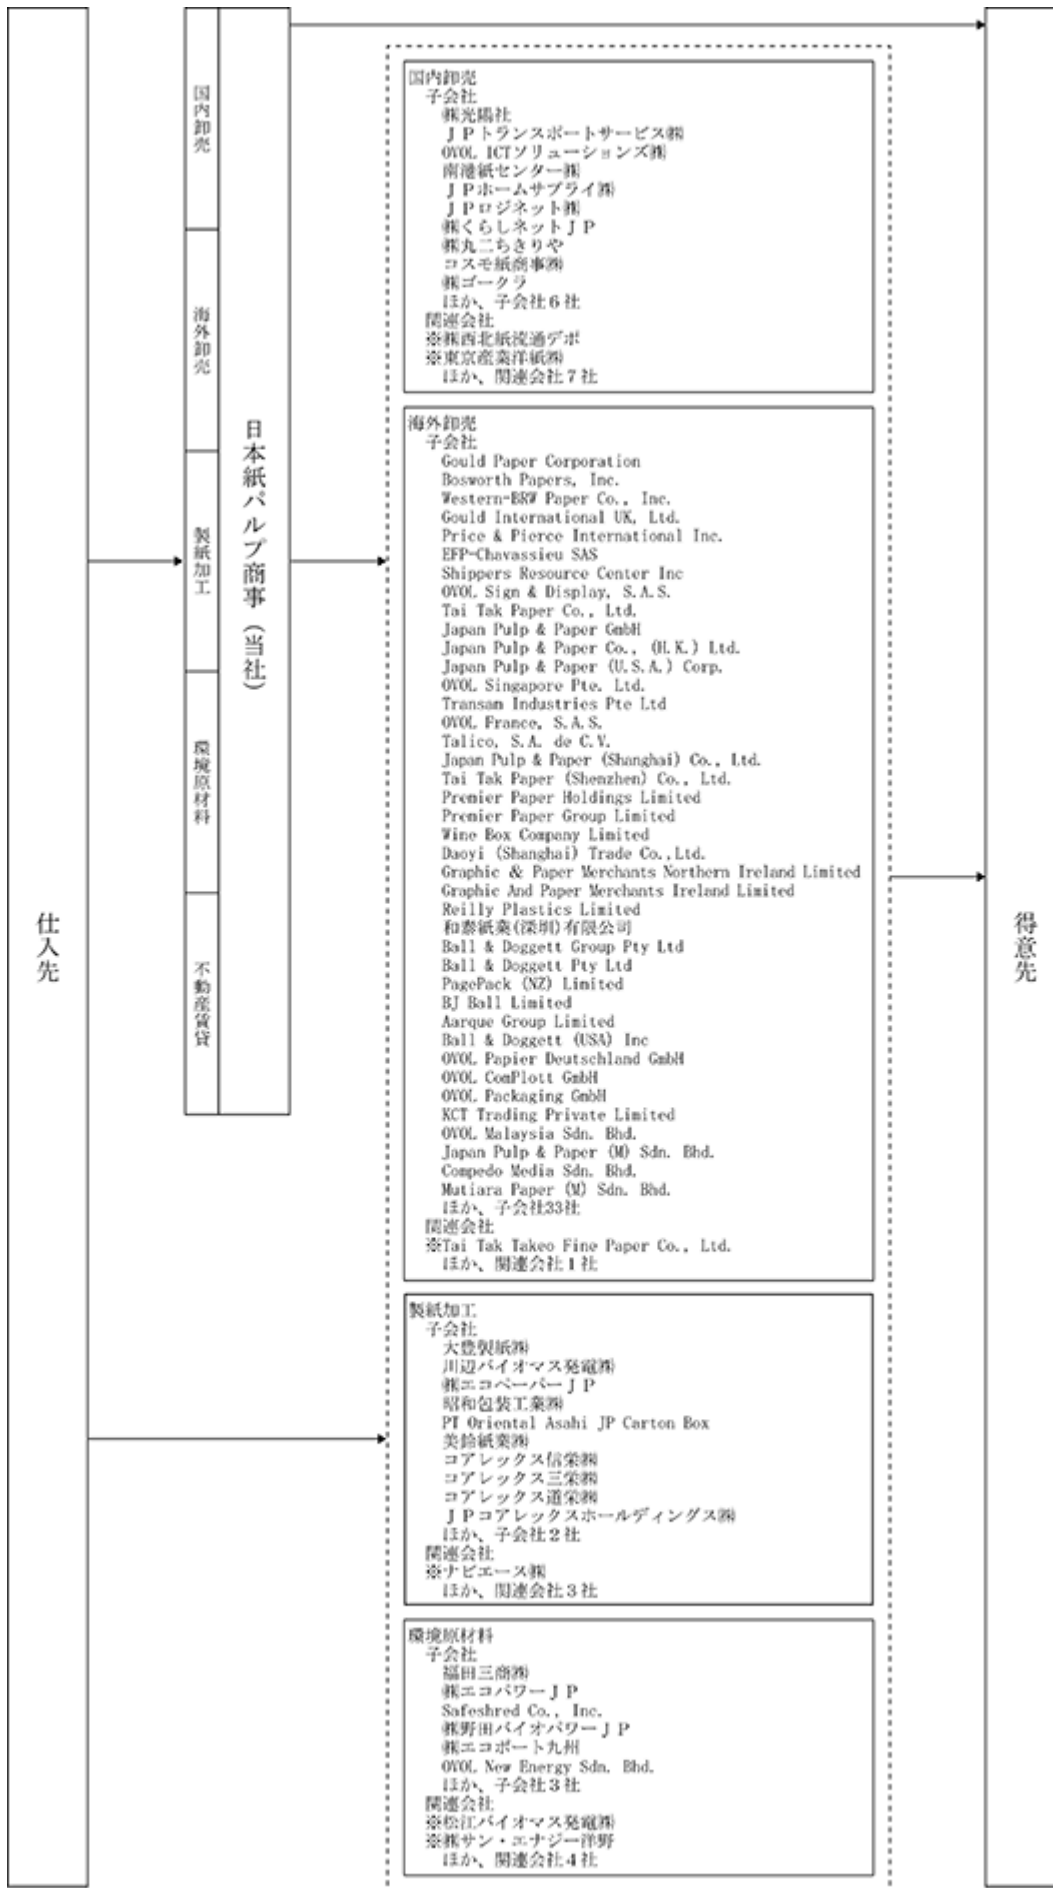 仕入先
国内卸売
海外卸売
製紙加工
環境原材料
不動産賃貸
日本紙パルプ商事（当社）
国内卸売
子会社
㈱光陽社
ＪＰトランスポートサービス㈱
OVOL ICTソリューションズ㈱
南港紙センター㈱
ＪＰホームサプライ㈱
ＪＰロジネット㈱
㈱くらしネットＪＰ
㈱丸二ちきりや
コスモ紙商事㈱
㈱ゴークラ
ほか、子会社６社
関連会社
※㈱西北紙流通デポ
※東京産業洋紙㈱
ほか、関連会社７社
海外卸売
子会社
Gould Paper Corporation
Bosworth Papers, Inc.
Western-BRW Paper Co., Inc.
Gould International UK, Ltd.
Price & Pierce International Inc.
EFP-Chavassieu SAS
Shippers Resource Center Inc
OVOL Sign & Display, S.A.S.
Tai Tak Paper Co., Ltd.
Japan Pulp & Paper GmbH
Japan Pulp & Paper Co., (H.K.) Ltd.
Japan Pulp & Paper (U.S.A.) Corp.
OVOL Singapore Pte. Ltd.
Transam Industries Pte Ltd
OVOL France, S.A.S.
Talico, S.A. de C.V.
Japan Pulp & Paper (Shanghai) Co., Ltd.
Tai Tak Paper (Shenzhen) Co., Ltd.
Premier Paper Holdings Limited
Premier Paper Group Limited
Wine Box Company Limited
Daoyi (Shanghai) Trade Co.,Ltd.
Graphic & Paper Merchants Northern Ireland Limited
Graphic And Paper Merchants Ireland Limited
Reilly Plastics Limited
和泰紙業(深圳)有限公司
Ball & Doggett Group Pty Ltd
Ball & Doggett Pty Ltd
PagePack (NZ) Limited
BJ Ball Limited
Aarque Group Limited
Ball & Doggett (USA) Inc
OVOL Papier Deutschland GmbH
OVOL ComPlott GmbH
OVOL Packaging GmbH
KCT Trading Private Limited
OVOL Malaysia Sdn. Bhd.
Japan Pulp & Paper (M) Sdn. Bhd.
Compedo Media Sdn. Bhd.
Mutiara Paper (M) Sdn. Bhd.
ほか、子会社33社
関連会社
※Tai Tak Takeo Fine Paper Co., Ltd.
ほか、関連会社１社
製紙加工
子会社
大豊製紙㈱
川辺バイオマス発電㈱
㈱エコペーパーＪＰ
昭和包装工業㈱
PT Oriental Asahi JP Carton Box
美鈴紙業㈱
コアレックス信栄㈱
コアレックス三栄㈱
コアレックス道栄㈱
ＪＰコアレックスホールディングス㈱
ほか、子会社２社
関連会社
※ナビエース㈱
ほか、関連会社３社
環境原材料
子会社
福田三商㈱
㈱エコパワーＪＰ
Safeshred Co., Inc.
㈱野田バイオパワーＪＰ
㈱エコポート九州
OVOL New Energy Sdn. Bhd.
ほか、子会社３社
関連会社
※松江バイオマス発電㈱
※㈱サン・エナジー洋野
ほか、関連会社４社
得意先